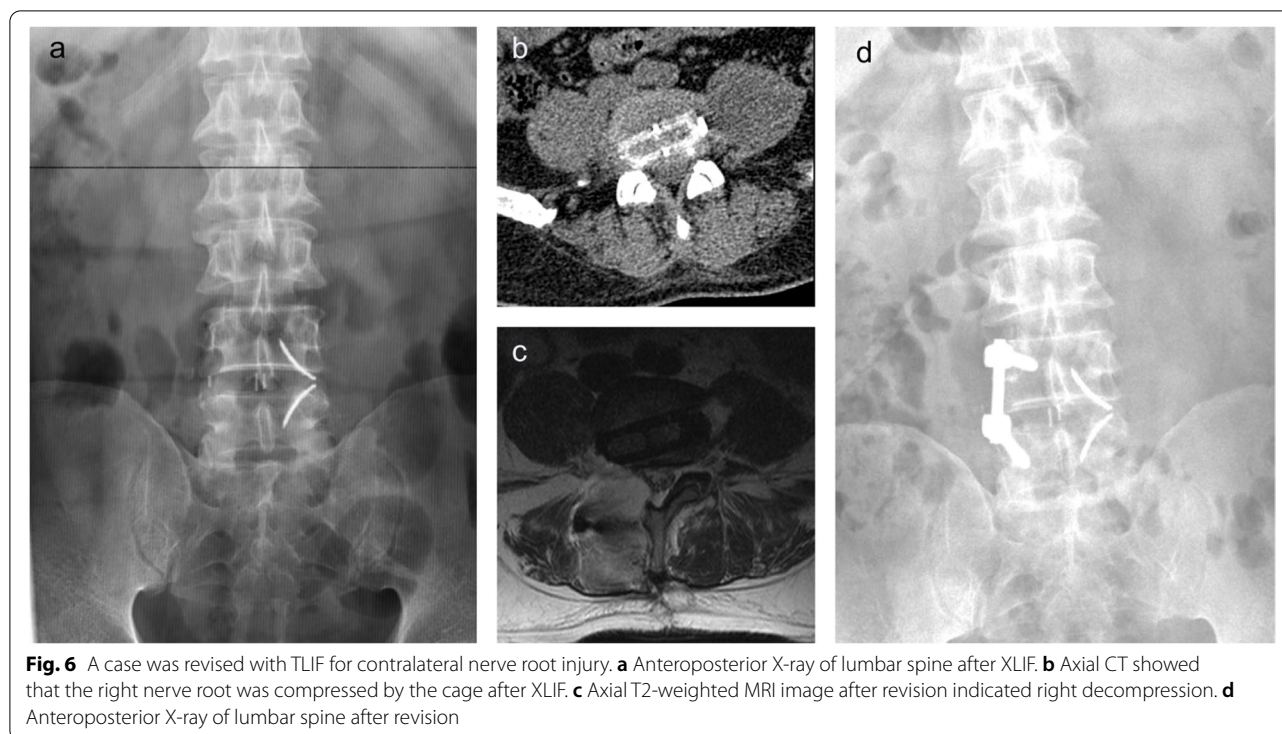 a
b
c
d
Fig. 6 A case was revised with TLIF for contralateral nerve root injury. a Anteroposterior X-ray of lumbar spine after XLIF. b Axial CT showed
that the right nerve root was compressed by the cage after XLIF. c Axial T2-weighted MRI image after revision indicated right decompression. d
Anteroposterior X-ray of lumbar spine after revision